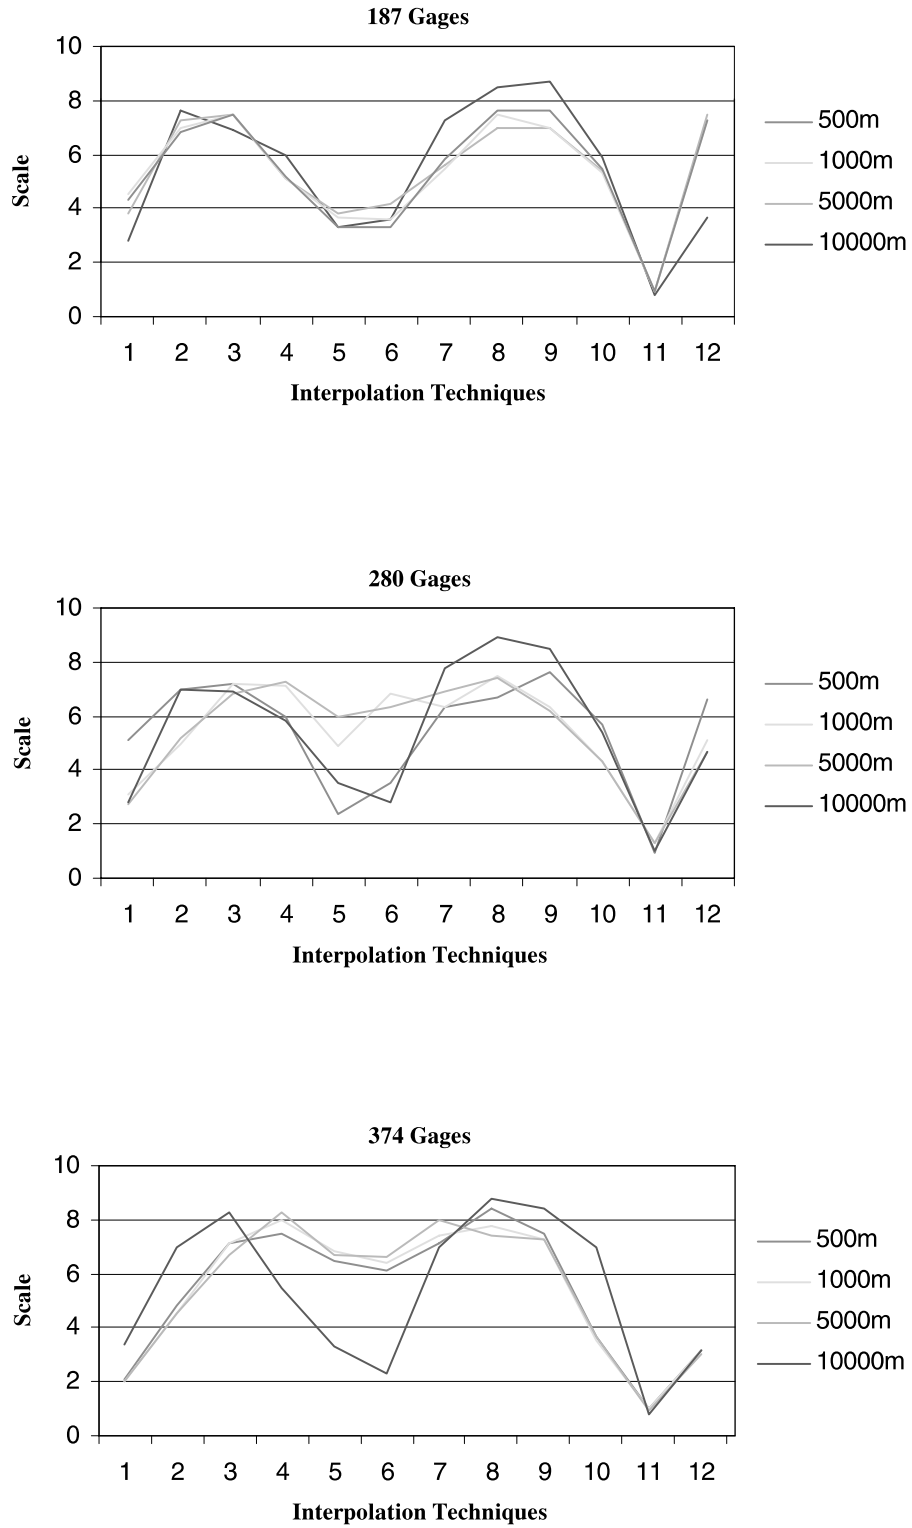 187 Gages
10
8
6
4
2
0
Scale
1 2 3 4 5 6 7 8 9 10 11 12
Interpolation Techniques
500m
1000m
5000m
10000m
280 Gages
10
8
6
4
2
0
Scale
1 2 3 4 5 6 7 8 9 10 11 12
Interpolation Techniques
500m
1000m
5000m
10000m
374 Gages
10
8
6
4
2
0
Scale
1 2 3 4 5 6 7 8 9 10 11 12
Interpolation Techniques
500m
1000m
5000m
10000m